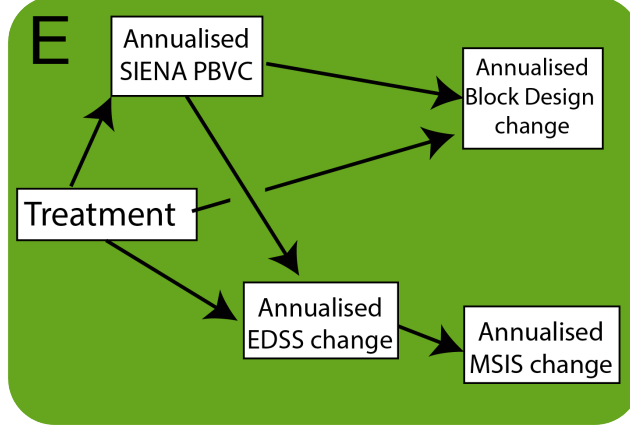 E
Annualised
SIENA PBVC
Annualised
Block Design
change
Treatment
Annualised
EDSS change
Annualised
MSIS change